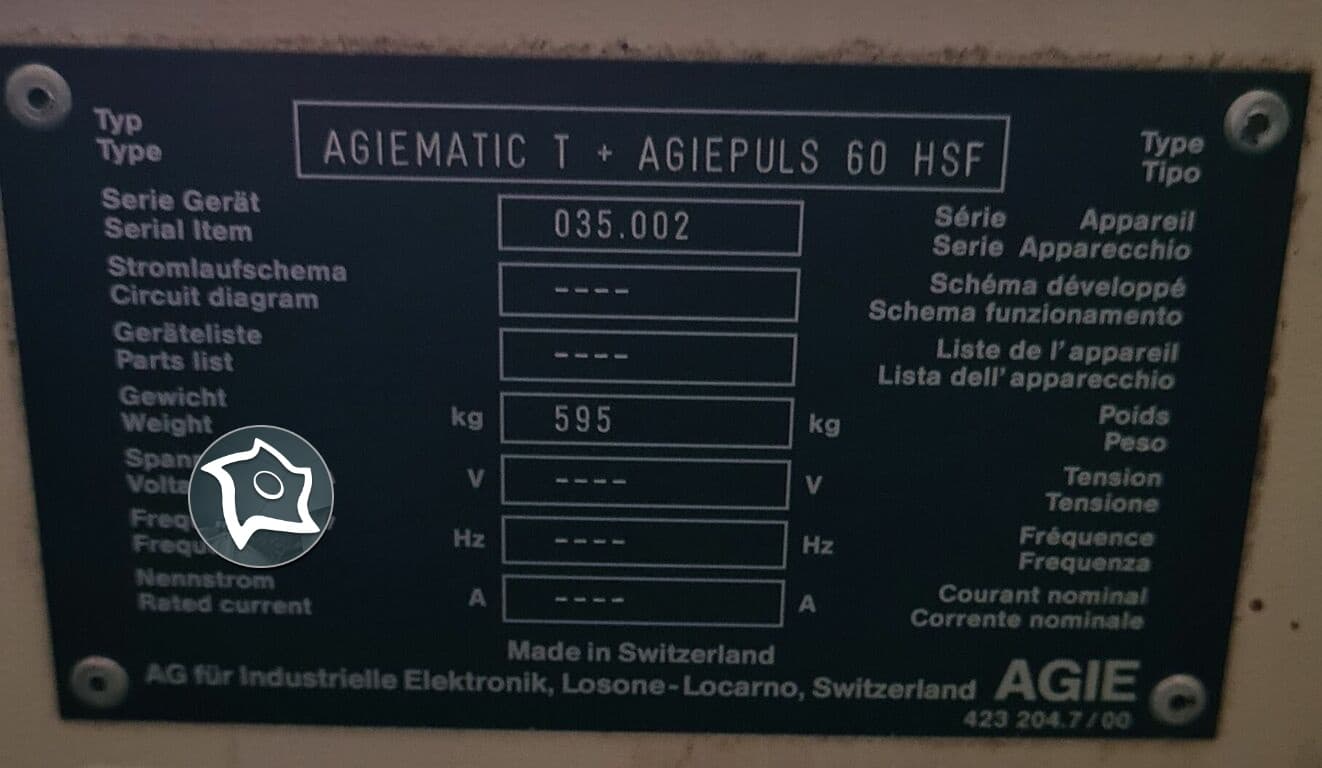 Typ
Type
AGIEMATIC T + AGIEPULS 60 HSF
Type
Tipo
Serie Gerät
Serial Item
035.002
Série Appareil
Serie Apparecchio
Stromlaufschema
Circuit diagram
----
Schéma développé
Schema funzionamento
Geräteliste
Parts list
----
Liste de l'appareil
Lista dell'apparecchio
Gewicht
Weight
kg 595 kg
Poids
Peso
V ---- V
Tension
Tensione
Hz ---- Hz
Fréquence
Frequenza
Nennstrom
Rated current
A ---- A
Courant nominal
Corrente nominale
Made in Switzerland
AG für Industrielle Elektronik, Losone-Locarno, Switzerland AGIE
423 204.7/00